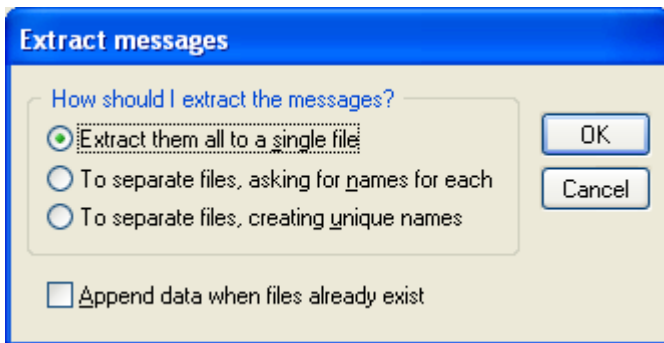 Extract messages
How should I extract the messages?
Extract them all to a single file
To separate files, asking for names for each
To separate files, creating unique names
Append data when files already exist
OK
Cancel